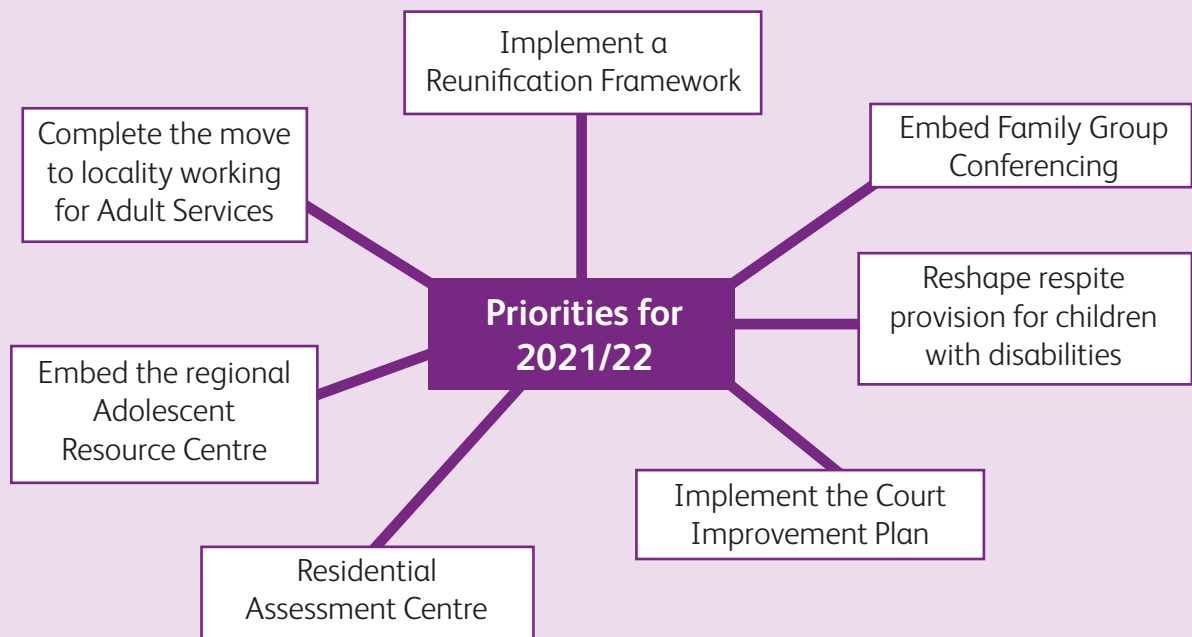 Implement a
Reunification Framework
Embed Family Group
Conferencing
Complete the move
to locality working
for Adult Services
Reshape respite
provision for children
with disabilities
Priorities for
2021/22
Embed the regional
Adolescent
Resource Centre
Implement the Court
Improvement Plan
Residential
Assessment Centre